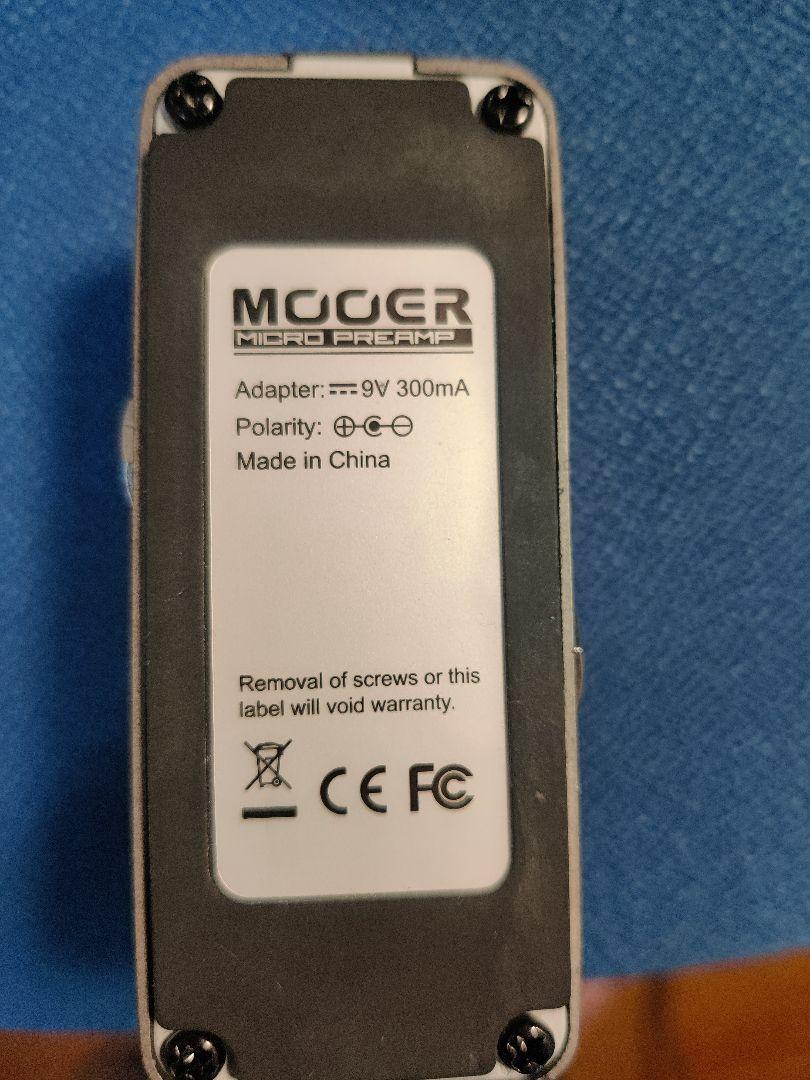 MOOER
MICRO PREAMP
Adapter: ⎓ 9V 300mA
Polarity:
Made in China
Removal of screws or this
label will void warranty.
CE FC